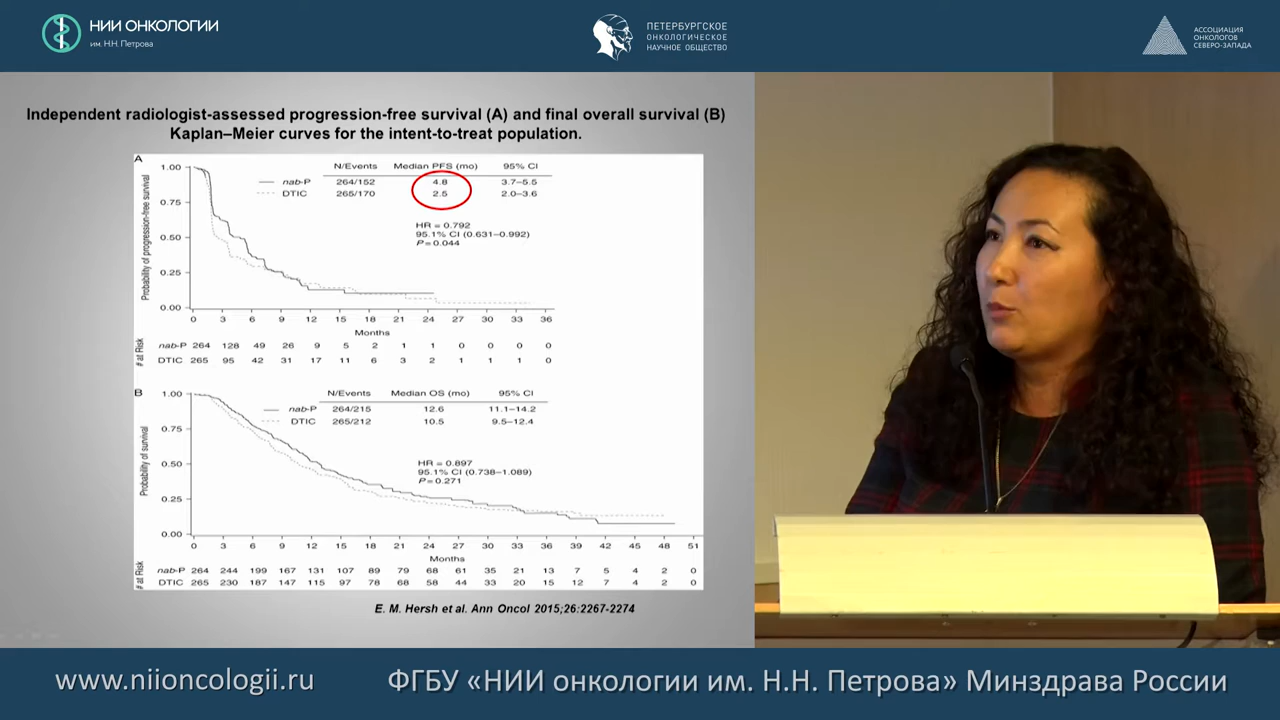 НИИ ОНКОЛОГИИ
им. Н.Н. Петрова
ПЕТЕРБУРГСКОЕ
ОНКОЛОГИЧЕСКОЕ
НАУЧНОЕ ОБЩЕСТВО
АССОЦИАЦИЯ
ОНКОЛОГОВ
СЕВЕРО-ЗАПАДА
Independent radiologist-assessed progression-free survival (A) and final overall survival (B)
Kaplan–Meier curves for the intent-to-treat population.
A
N/Events Median PFS (mo) 95% CI
nab-P 264/152 4.8 3.7–5.5
DTIC 265/170 2.5 2.0–3.6
HR = 0.792
95.1% CI (0.631–0.992)
P = 0.044
Probability of progression-free survival
1.00
0.75
0.50
0.25
0.00
0 3 6 9 12 15 18 21 24 27 30 33 36
Months
# at Risk
nab-P 264 128 49 26 9 5 2 1 1 0 0 0 0
DTIC 265 95 42 31 17 11 6 3 2 1 1 1 0
B
N/Events Median OS (mo) 95% CI
nab-P 264/215 12.6 11.1–14.2
DTIC 265/212 10.5 9.5–12.4
HR = 0.897
95.1% CI (0.738–1.089)
P = 0.271
Probability of survival
1.00
0.75
0.50
0.25
0.00
0 3 6 9 12 15 18 21 24 27 30 33 36 39 42 45 48 51
Months
# at Risk
nab-P 264 244 199 167 131 107 89 79 68 61 35 21 13 7 5 4 2 0
DTIC 265 230 187 147 115 97 78 68 58 44 33 20 15 12 7 4 2 0
E. M. Hersh et al. Ann Oncol 2015;26:2267-2274
www.niioncologii.ru
ФГБУ «НИИ онкологии им. Н.Н. Петрова» Минздрава России